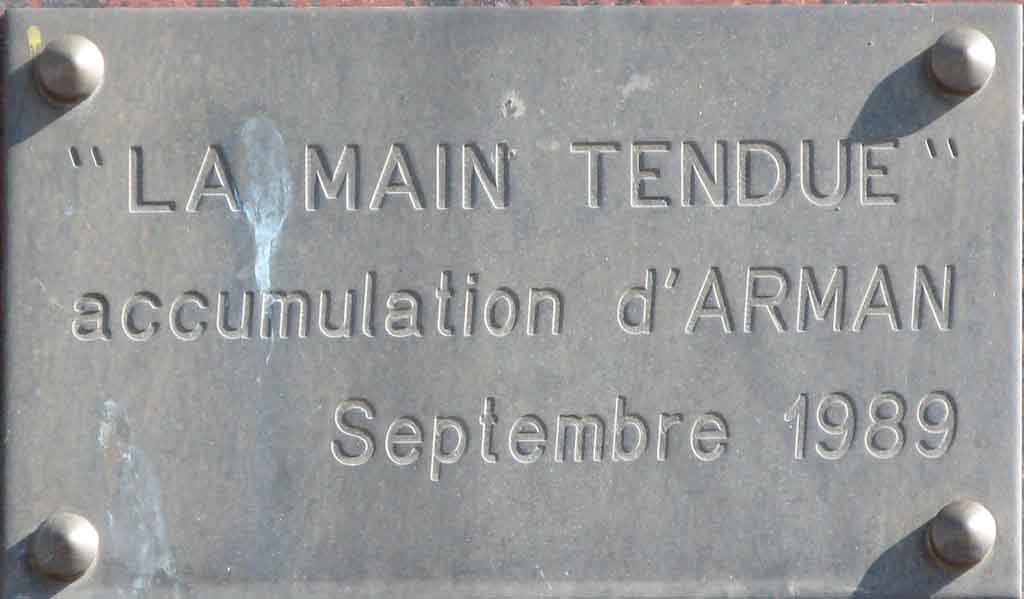 "LA MAIN TENDUE"
accumulation d'ARMAN
Septembre 1989